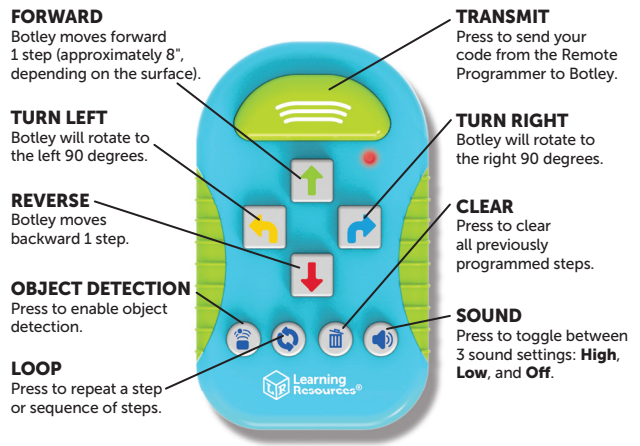 FORWARD
Botley moves forward
1 step (approximately 8",
depending on the surface).
TURN LEFT
Botley will rotate to
the left 90 degrees.
REVERSE
Botley moves
backward 1 step.
OBJECT DETECTION
Press to enable object
detection.
LOOP
Press to repeat a step
or sequence of steps.
TRANSMIT
Press to send your
code from the Remote
Programmer to Botley.
TURN RIGHT
Botley will rotate to
the right 90 degrees.
CLEAR
Press to clear
all previously
programmed steps.
SOUND
Press to toggle between
3 sound settings: High,
Low, and Off.
LR
Learning
Resources®